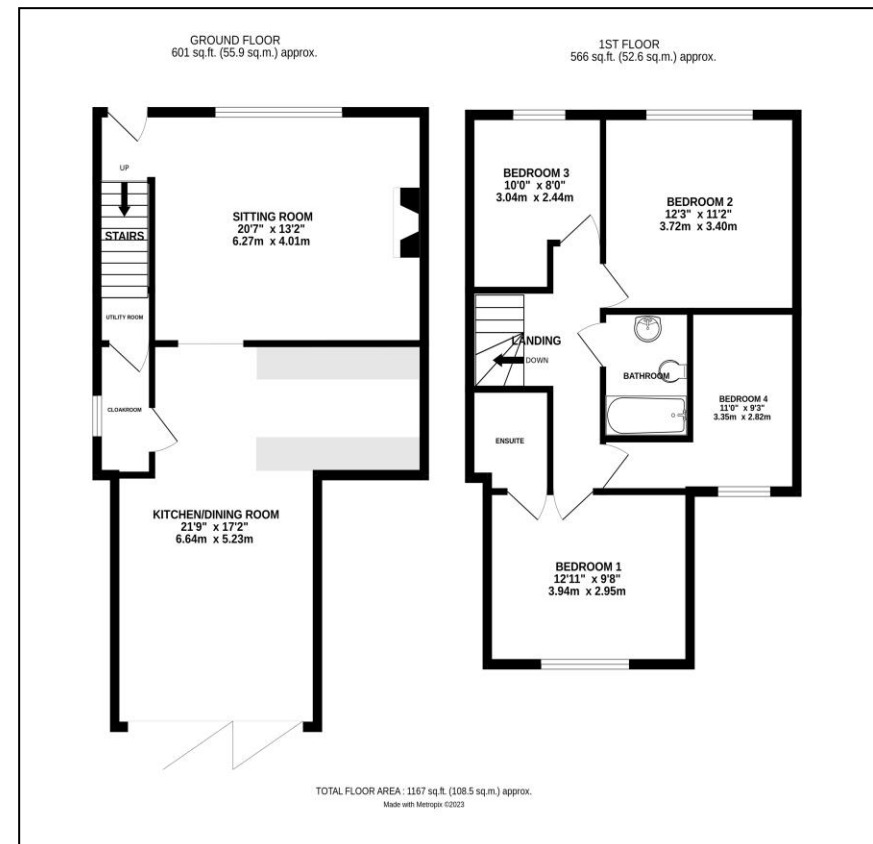 GROUND FLOOR
601 sq.ft. (55.9 sq.m.) approx.
UP
STAIRS
SITTING ROOM
20'7" x 13'2"
6.27m x 4.01m
UTILITY ROOM
CLOAKROOM
KITCHEN/DINING ROOM
21'9" x 17'2"
6.64m x 5.23m
1ST FLOOR
566 sq.ft. (52.6 sq.m.) approx.
BEDROOM 3
10'0" x 8'0"
3.04m x 2.44m
BEDROOM 2
12'3" x 11'2"
3.72m x 3.40m
LANDING
DOWN
BATHROOM
BEDROOM 4
11'0" x 9'3"
3.35m x 2.82m
ENSUITE
BEDROOM 1
12'11" x 9'8"
3.94m x 2.95m
TOTAL FLOOR AREA : 1167 sq.ft. (108.5 sq.m.) approx.
Made with Metropix ©2023